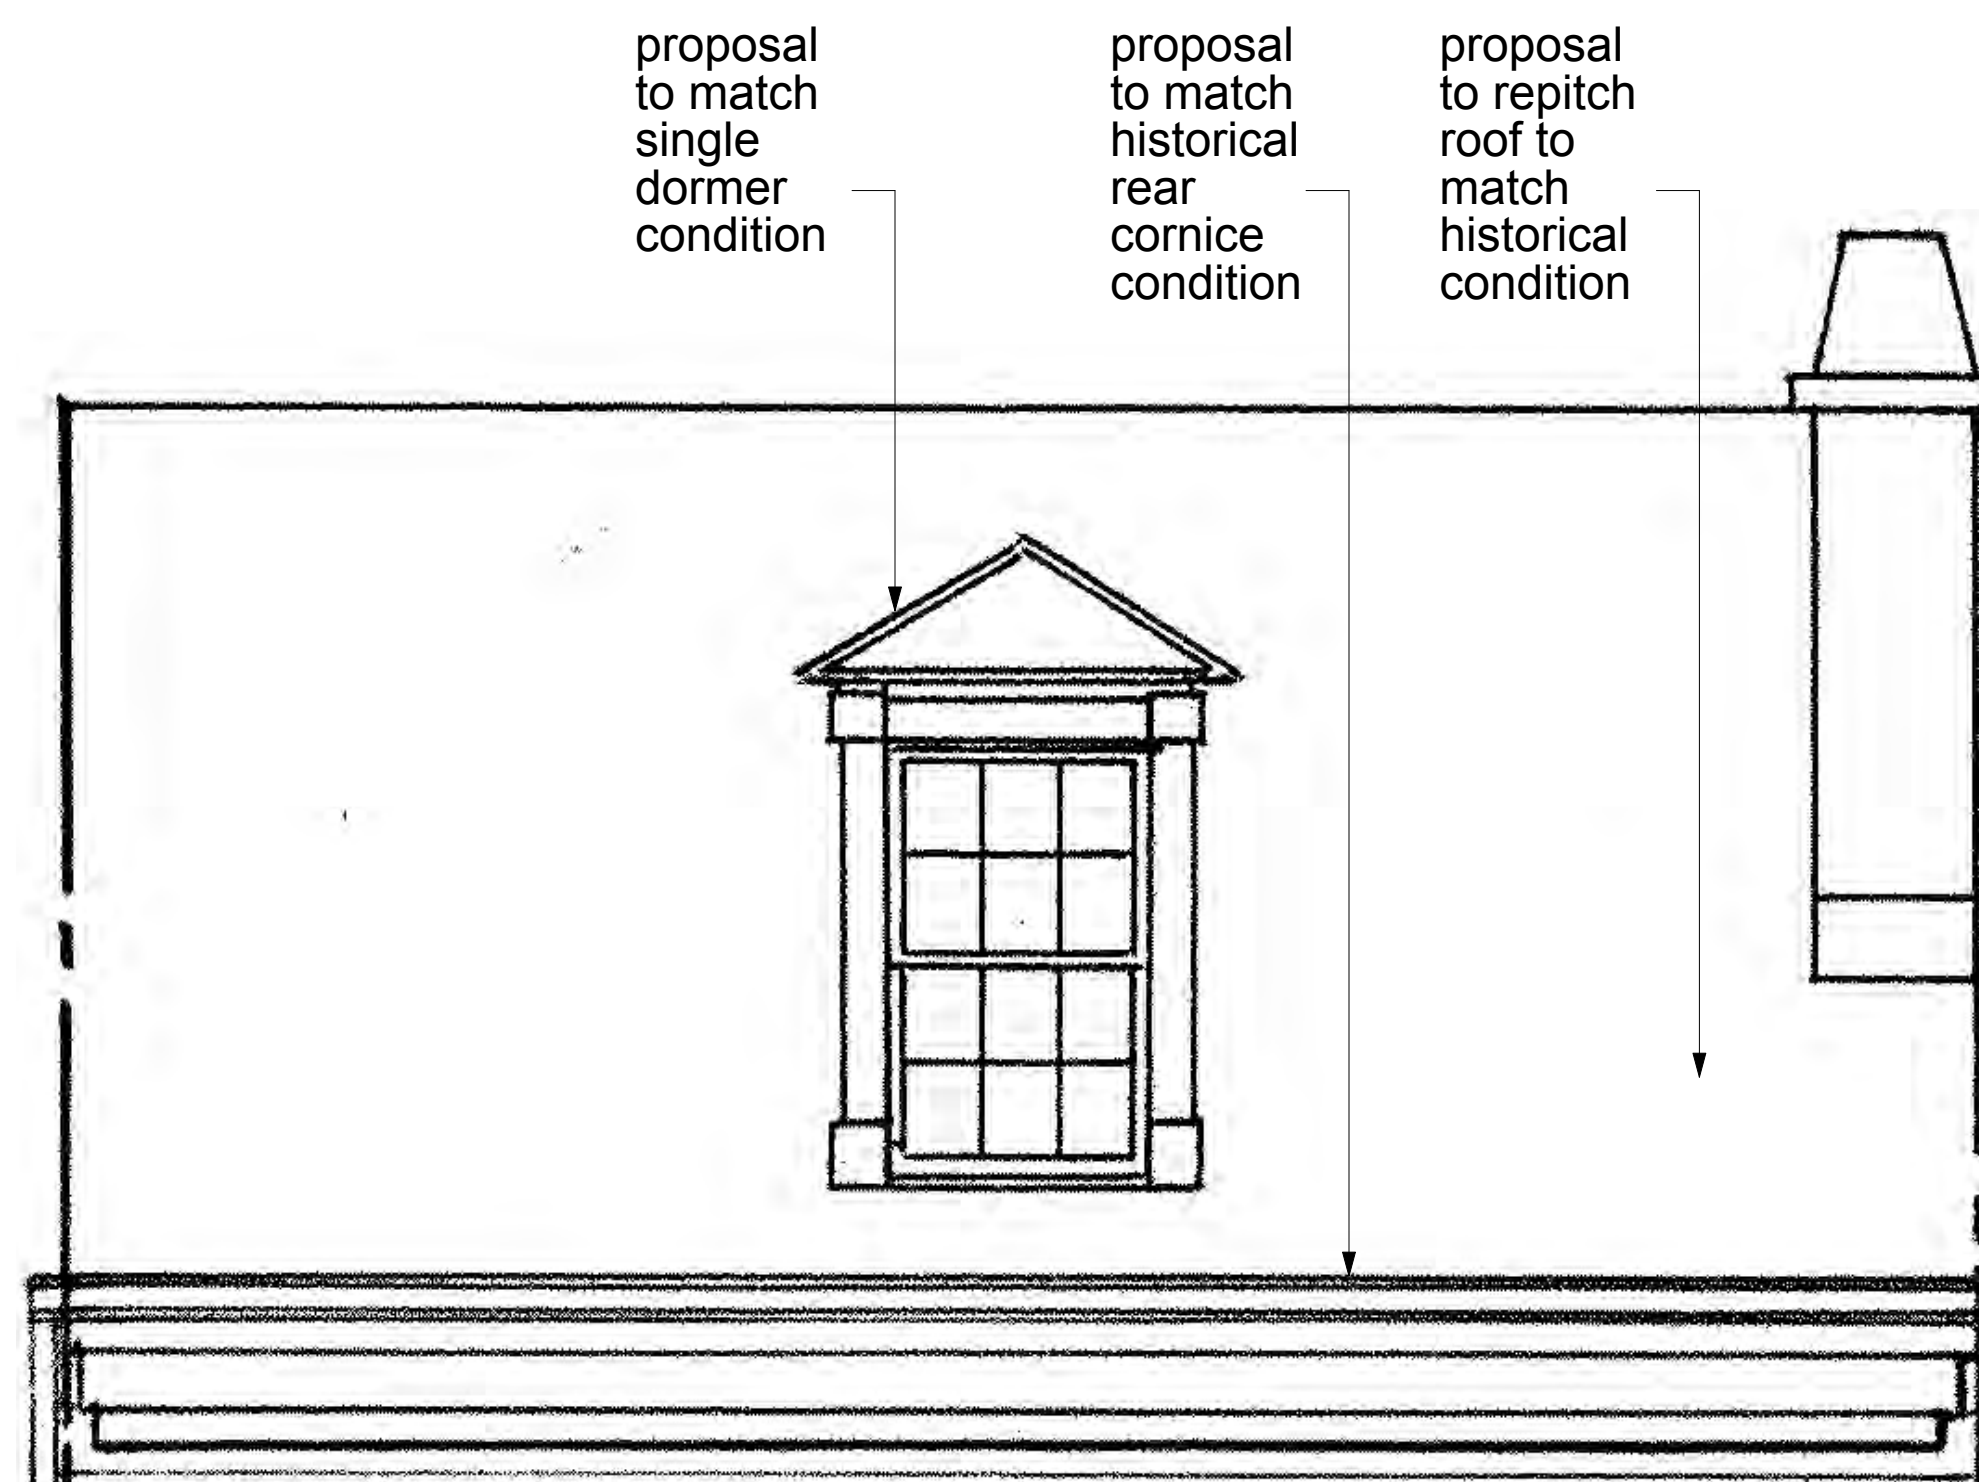 proposal
to match
single
dormer
condition
proposal
to match
historical
rear
cornice
condition
proposal
to repitch
roof to
match
historical
condition